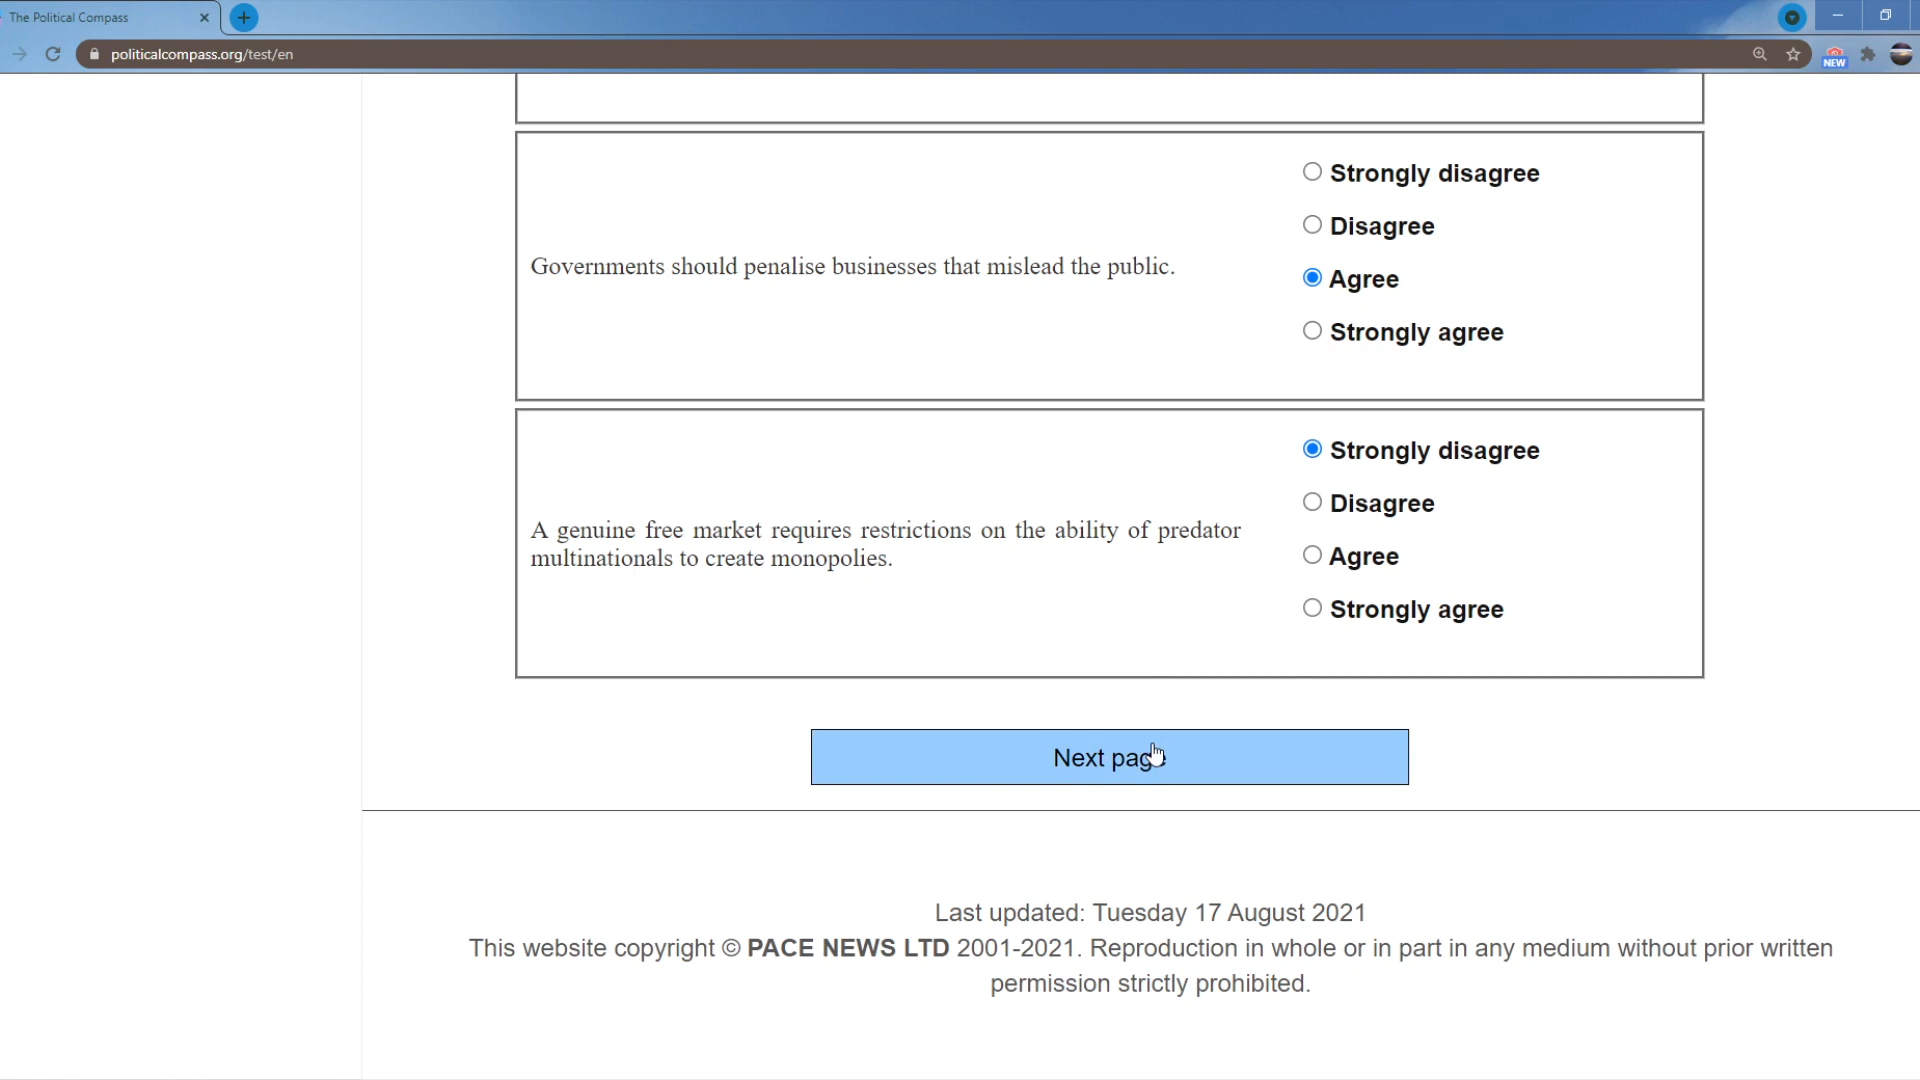 The Political Compass
politicalcompass.org/test/en
NEW
Strongly disagree
Disagree
Governments should penalise businesses that mislead the public.
Agree
Strongly agree
Strongly disagree
Disagree
A genuine free market requires restrictions on the ability of predator
multinationals to create monopolies.
Agree
Strongly agree
Next page
Last updated: Tuesday 17 August 2021
This website copyright © PACE NEWS LTD 2001-2021. Reproduction in whole or in part in any medium without prior written
permission strictly prohibited.